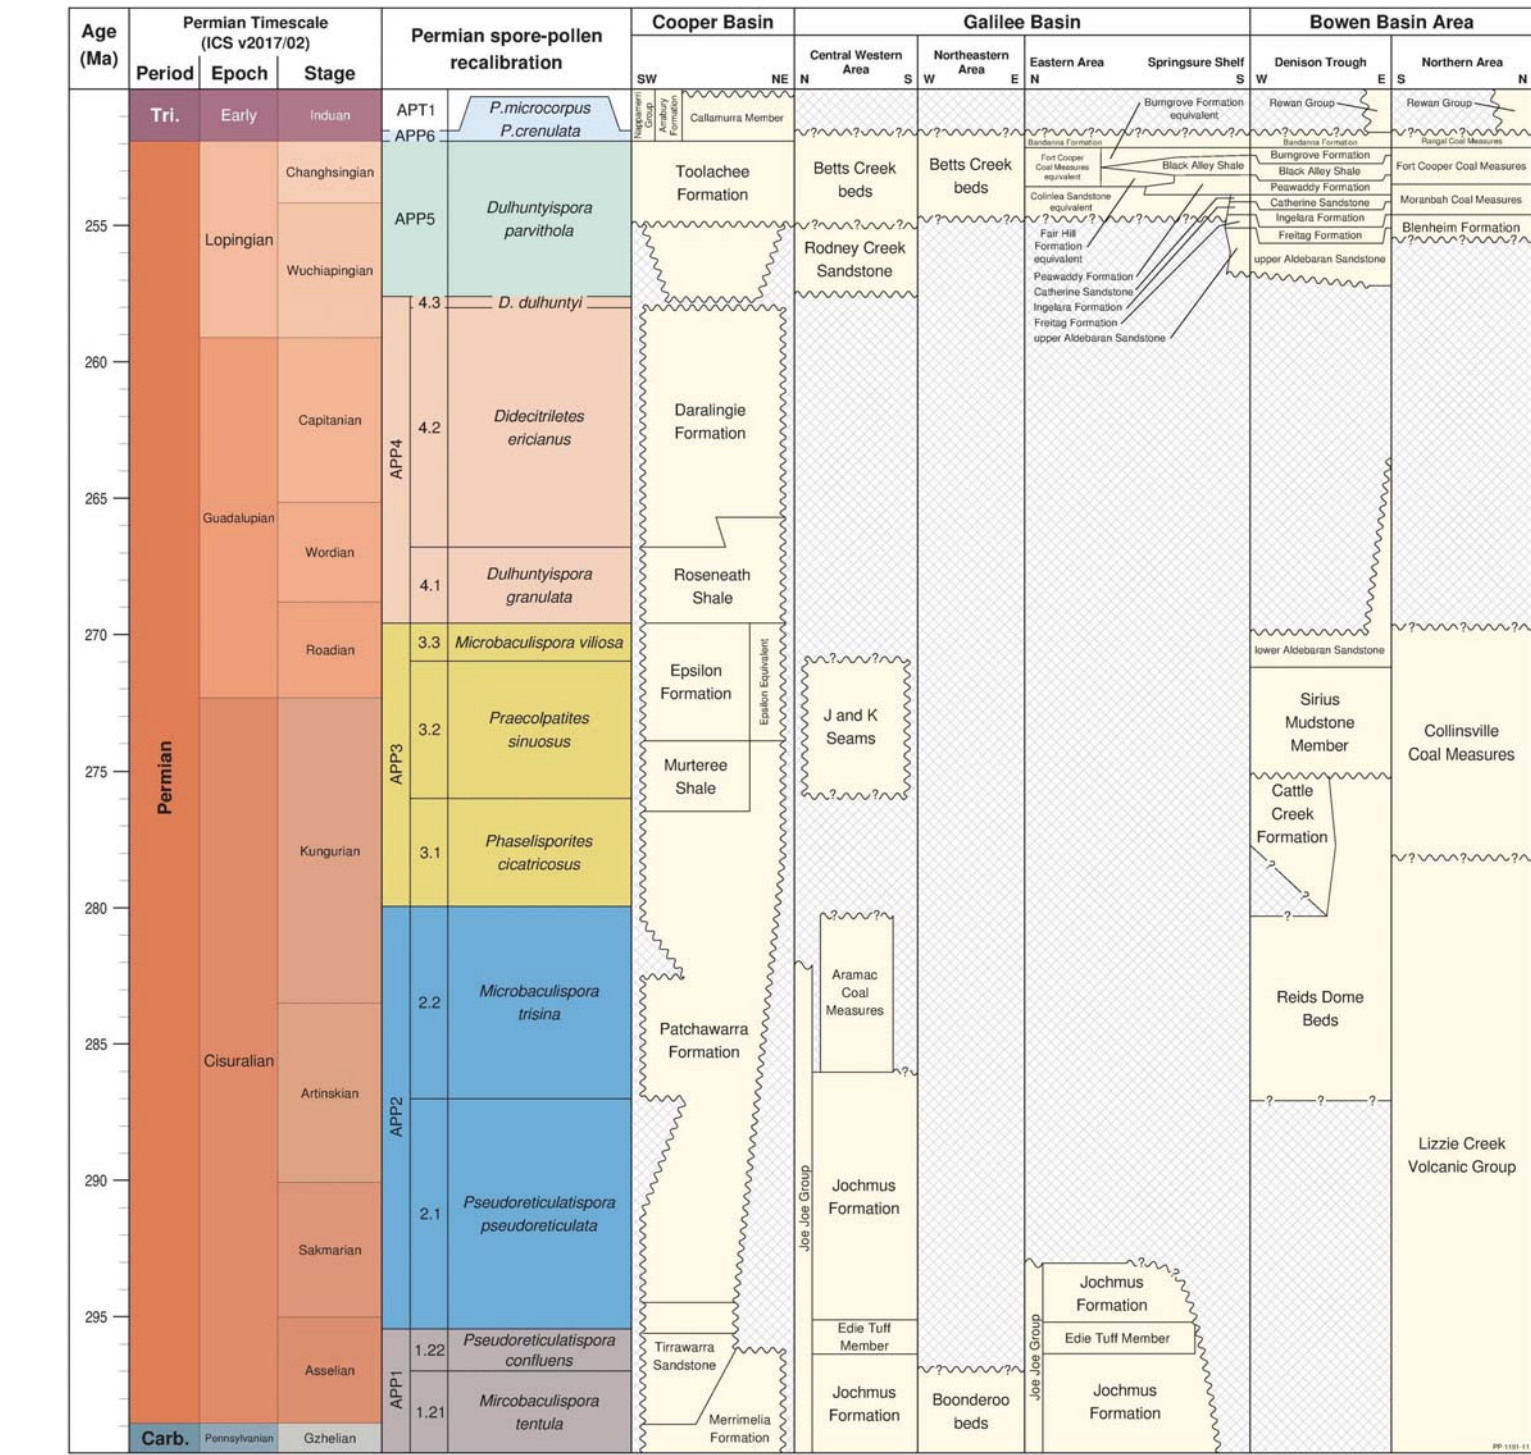 Age
(Ma)
Permian Timescale
(ICS v2017/02)
Period
Epoch
Stage
Permian spore-pollen
recalibration
Cooper Basin
SW
NE
Galilee Basin
Central Western
Area
N
S
Northeastern
Area
W
E
Eastern Area
N
Springsure Shelf
S
Bowen Basin Area
Denison Trough
W
E
Northern Area
S
N
255
260
265
270
275
280
285
290
295
Tri.
Permian
Carb.
Early
Lopingian
Guadalupian
Cisuralian
Pennsylvanian
Induan
Changhsingian
Wuchiapingian
Capitanian
Wordian
Roadian
Kungurian
Artinskian
Sakmarian
Asselian
Gzhelian
APT1
APP6
APP5
APP4
APP3
APP2
APP1
4.3
4.2
4.1
3.3
3.2
3.1
2.2
2.1
1.22
1.21
P.microcorpus
P.crenulata
Dulhuntyispora
parvithola
D. dulhuntyi
Didecitriletes
ericianus
Dulhuntyispora
granulata
Microbaculispora viliosa
Praecolpatites
sinuosus
Phaselisporites
cicatricosus
Microbaculispora
trisina
Pseudoreticulatispora
pseudoreticulata
Pseudoreticulatispora
confluens
Mircobaculispora
tentula
Nappamerri
Group
Arrabury
Formation
Callamurra Member
Toolachee
Formation
Daralingie
Formation
Roseneath
Shale
Epsilon
Formation
Epsilon Equivalent
Murteree
Shale
Patchawarra
Formation
Tirrawarra
Sandstone
Merrimelia
Formation
? ? ?
Betts Creek
beds
? ?
Rodney Creek
Sandstone
? ?
? ?
J and K
Seams
? ?
? ?
Aramac
Coal
Measures
?
Joe Joe Group
Jochmus
Formation
Edie Tuff
Member
Jochmus
Formation
? ? ?
Betts Creek
beds
? ? ?
? ? ?
Boonderoo
beds
Burngrove Formation
equivalent
? ? ? ? ? ?
Bandanna Formation
Fort Cooper
Coal Measures
equivalent
Black Alley Shale
Colinlea Sandstone
equivalent
? ? ? ? ?
Fair Hill
Formation
equivalent
Peawaddy Formation
Catherine Sandstone
Ingelara Formation
Freitag Formation
upper Aldebaran Sandstone
?
Joe Joe Group
Jochmus
Formation
Edie Tuff Member
Jochmus
Formation
Rewan Group
Bandanna Formation
Burngrove Formation
Black Alley Shale
Peawaddy Formation
Catherine Sandstone
Ingelara Formation
Freitag Formation
upper Aldebaran Sandstone
lower Aldebaran Sandstone
Sirius
Mudstone
Member
Cattle
Creek
Formation
?
?
?
Reids Dome
Beds
? ? ?
Rewan Group
? ? ?
Rangal Coal Measures
Fort Cooper Coal Measures
Moranbah Coal Measures
Blenheim Formation
? ? ?
? ? ?
Collinsville
Coal Measures
? ? ?
Lizzie Creek
Volcanic Group
PP-1191-11